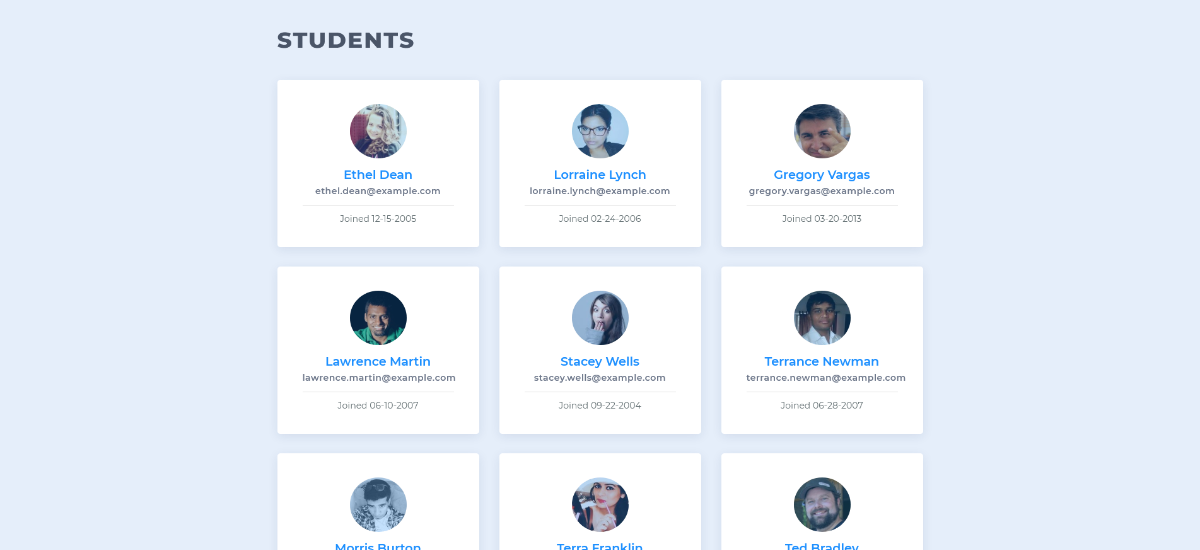 STUDENTS
Ethel Dean
ethel.dean@example.com
Joined 12-15-2005
Lorraine Lynch
lorraine.lynch@example.com
Joined 02-24-2006
Gregory Vargas
gregory.vargas@example.com
Joined 03-20-2013
Lawrence Martin
lawrence.martin@example.com
Joined 06-10-2007
Stacey Wells
stacey.wells@example.com
Joined 09-22-2004
Terrance Newman
terrance.newman@example.com
Joined 06-28-2007
Morris Burton
Terra Franklin
Ted Bradley